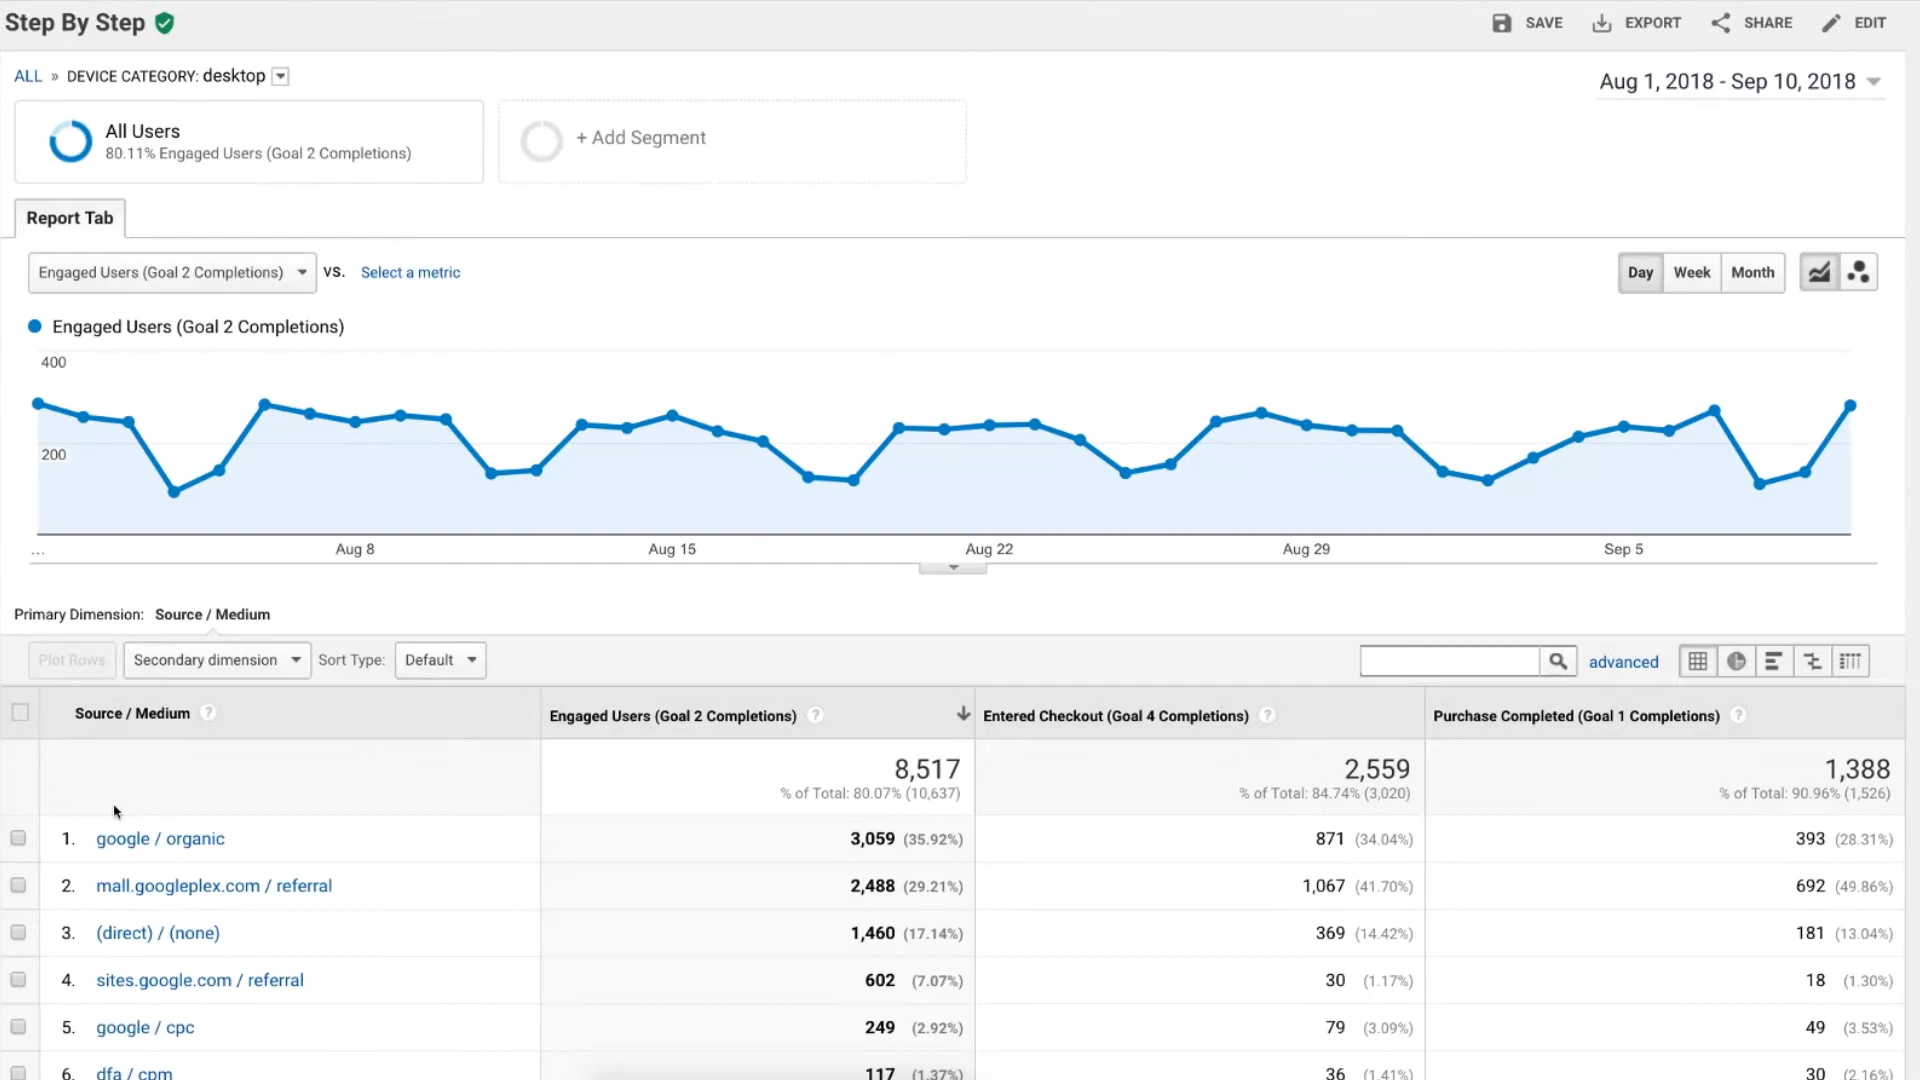 Step By Step
SAVE EXPORT SHARE EDIT
ALL » DEVICE CATEGORY: desktop
Aug 1, 2018 - Sep 10, 2018
All Users
80.11% Engaged Users (Goal 2 Completions)
+ Add Segment
Report Tab
Engaged Users (Goal 2 Completions) VS. Select a metric
Day Week Month
Engaged Users (Goal 2 Completions)
400
200
... Aug 8 Aug 15 Aug 22 Aug 29 Sep 5
Primary Dimension: Source / Medium
Plot Rows Secondary dimension Sort Type: Default advanced
Source / Medium ? Engaged Users (Goal 2 Completions) ? Entered Checkout (Goal 4 Completions) ? Purchase Completed (Goal 1 Completions) ?
8,517 2,559 1,388
% of Total: 80.07% (10,637) % of Total: 84.74% (3,020) % of Total: 90.96% (1,526)
1. google / organic 3,059 (35.92%) 871 (34.04%) 393 (28.31%)
2. mall.googleplex.com / referral 2,488 (29.21%) 1,067 (41.70%) 692 (49.86%)
3. (direct) / (none) 1,460 (17.14%) 369 (14.42%) 181 (13.04%)
4. sites.google.com / referral 602 (7.07%) 30 (1.17%) 18 (1.30%)
5. google / cpc 249 (2.92%) 79 (3.09%) 49 (3.53%)
6. dfa / cpm 117 (1.37%) 36 (1.41%) 30 (2.16%)